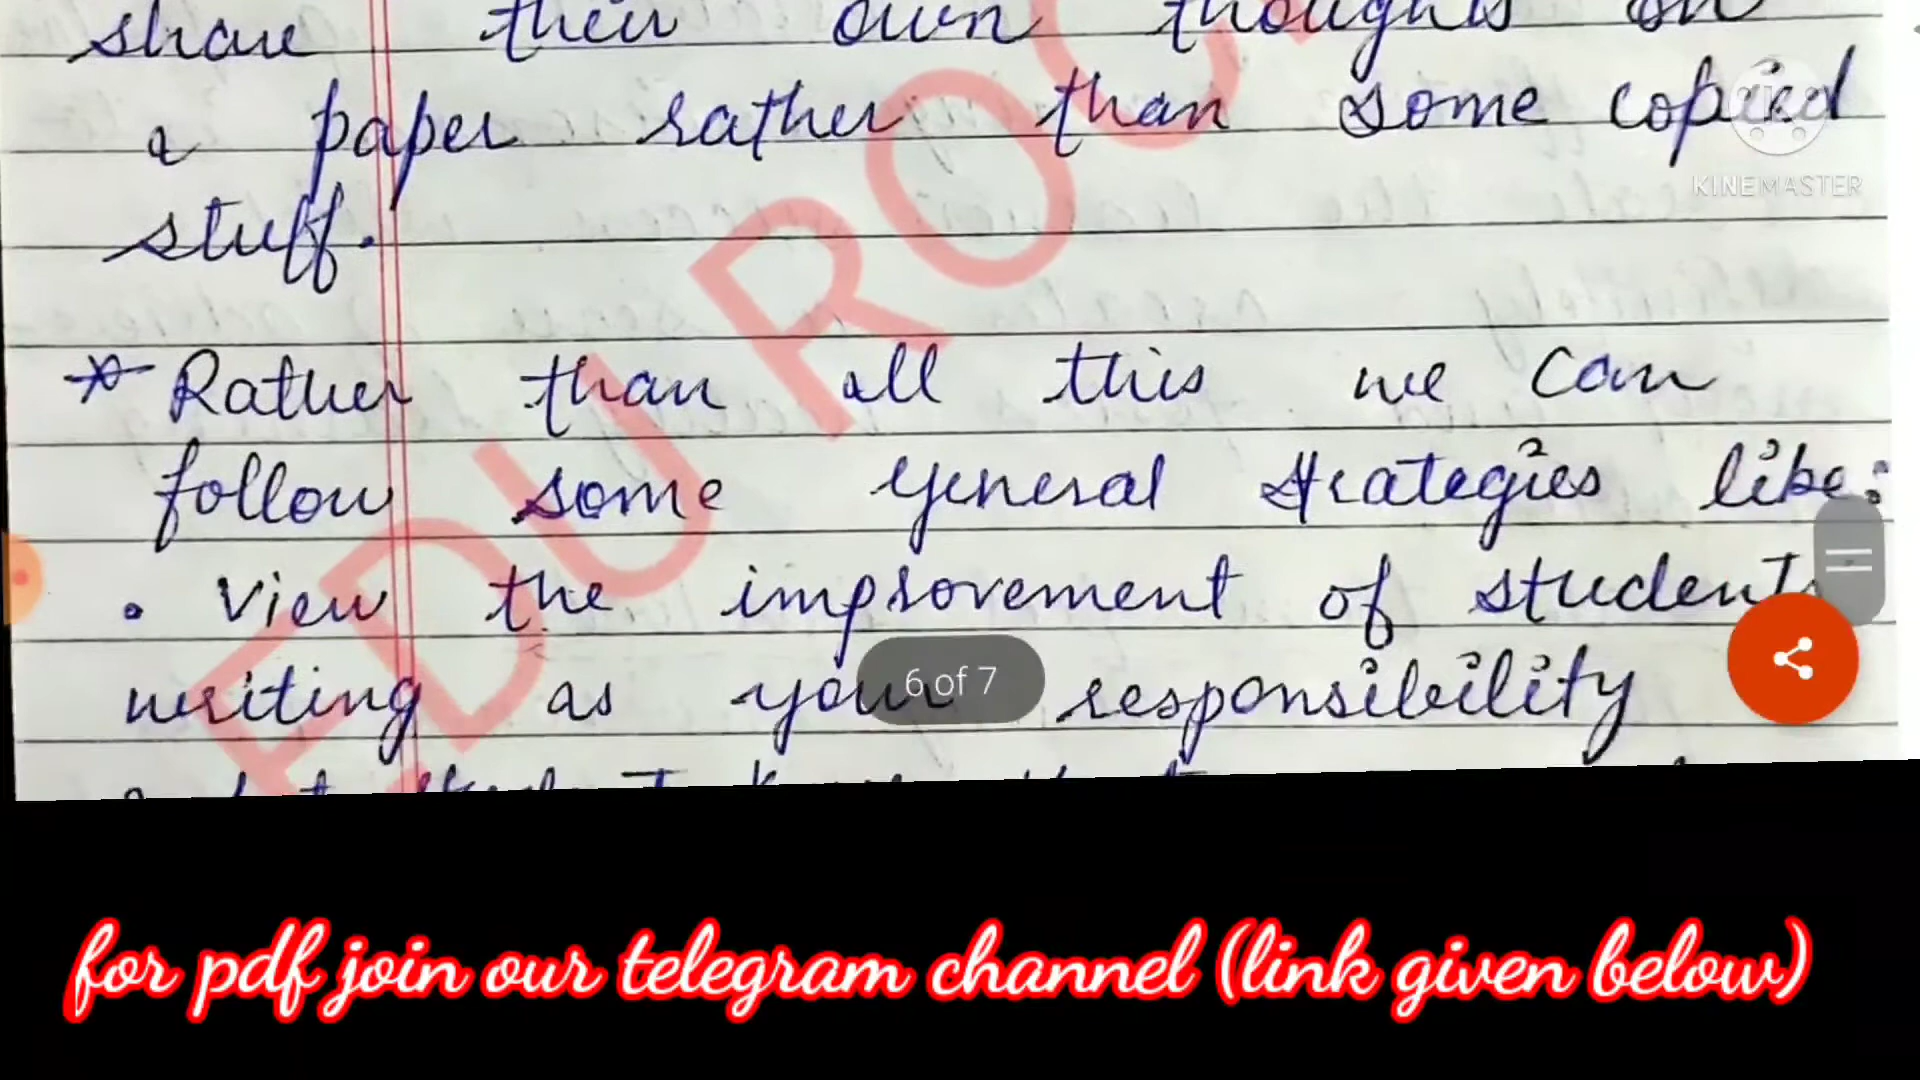 share their own thoughts on
a paper rather than some copied
stuff.
* Rather than all this we can
follow some general strategies like:
. View the improvement of students
writing as your responsibility
EDU ROC
KINEMASTER
6 of 7
for pdf join our telegram channel (link given below)